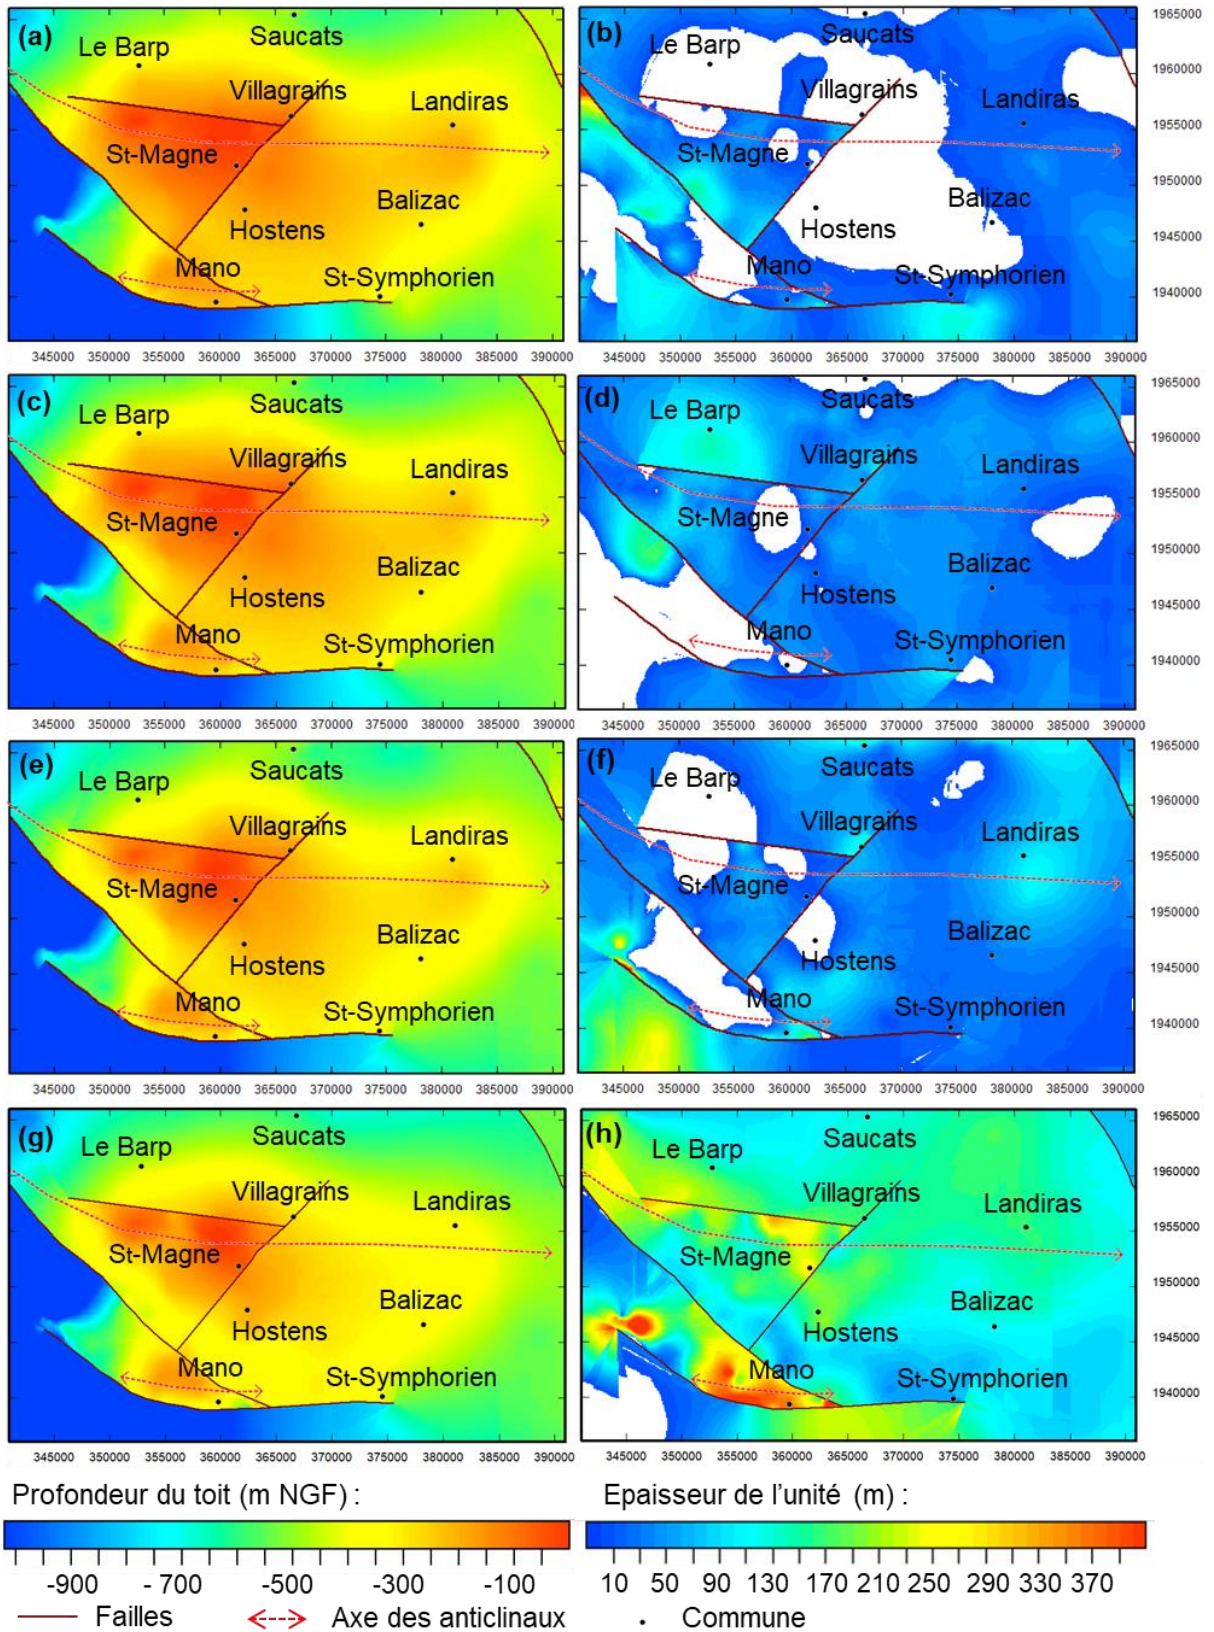 (a)
Saucats
Le Barp
Villagrains
Landiras
St-Magne
Balizac
Hostens
Mano
St-Symphorien
345000 350000 355000 360000 365000 370000 375000 380000 385000 390000
(b)
Saucats
Le Barp
Villagrains
Landiras
St-Magne
Balizac
Hostens
Mano
St-Symphorien
1965000
1960000
1955000
1950000
1945000
1940000
345000 350000 355000 360000 365000 370000 375000 380000 385000 390000
(c)
Saucats
Le Barp
Villagrains
Landiras
St-Magne
Balizac
Hostens
Mano
St-Symphorien
345000 350000 355000 360000 365000 370000 375000 380000 385000 390000
(d)
Saucats
Le Barp
Villagrains
Landiras
St-Magne
Balizac
Hostens
Mano
St-Symphorien
1965000
1960000
1955000
1950000
1945000
1940000
345000 350000 355000 360000 365000 370000 375000 380000 385000 390000
(e)
Saucats
Le Barp
Villagrains
Landiras
St-Magne
Balizac
Hostens
Mano
St-Symphorien
345000 350000 355000 360000 365000 370000 375000 380000 385000 390000
(f)
Saucats
Le Barp
Villagrains
Landiras
St-Magne
Balizac
Hostens
Mano
St-Symphorien
1965000
1960000
1955000
1950000
1945000
1940000
345000 350000 355000 360000 365000 370000 375000 380000 385000 390000
(g)
Saucats
Le Barp
Villagrains
Landiras
St-Magne
Balizac
Hostens
Mano
St-Symphorien
345000 350000 355000 360000 365000 370000 375000 380000 385000 390000
(h)
Saucats
Le Barp
Villagrains
Landiras
St-Magne
Balizac
Hostens
Mano
St-Symphorien
1965000
1960000
1955000
1950000
1945000
1940000
345000 350000 355000 360000 365000 370000 375000 380000 385000 390000
Profondeur du toit (m NGF) :
-900 - 700 -500 -300 -100
Epaisseur de l'unité (m) :
10 50 90 130 170 210 250 290 330 370
Failles
Axe des anticlinaux
Commune